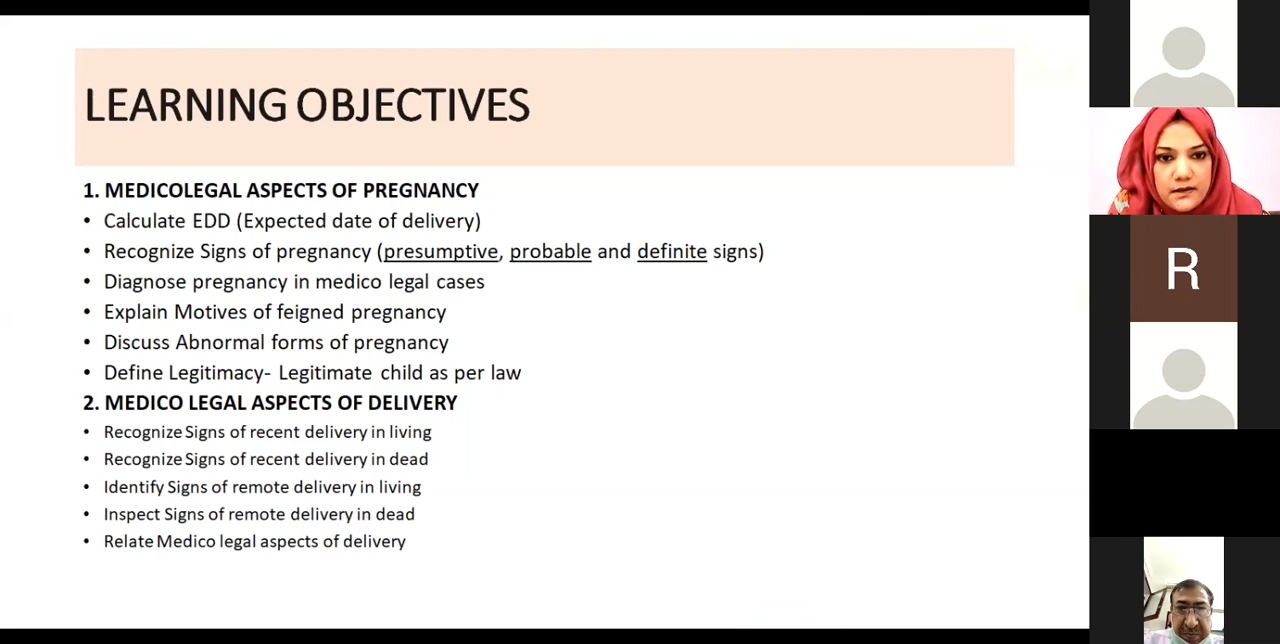 LEARNING OBJECTIVES
1. MEDICOLEGAL ASPECTS OF PREGNANCY
• Calculate EDD (Expected date of delivery)
• Recognize Signs of pregnancy (presumptive, probable and definite signs)
• Diagnose pregnancy in medico legal cases
• Explain Motives of feigned pregnancy
• Discuss Abnormal forms of pregnancy
• Define Legitimacy- Legitimate child as per law
2. MEDICO LEGAL ASPECTS OF DELIVERY
• Recognize Signs of recent delivery in living
• Recognize Signs of recent delivery in dead
• Identify Signs of remote delivery in living
• Inspect Signs of remote delivery in dead
• Relate Medico legal aspects of delivery
R